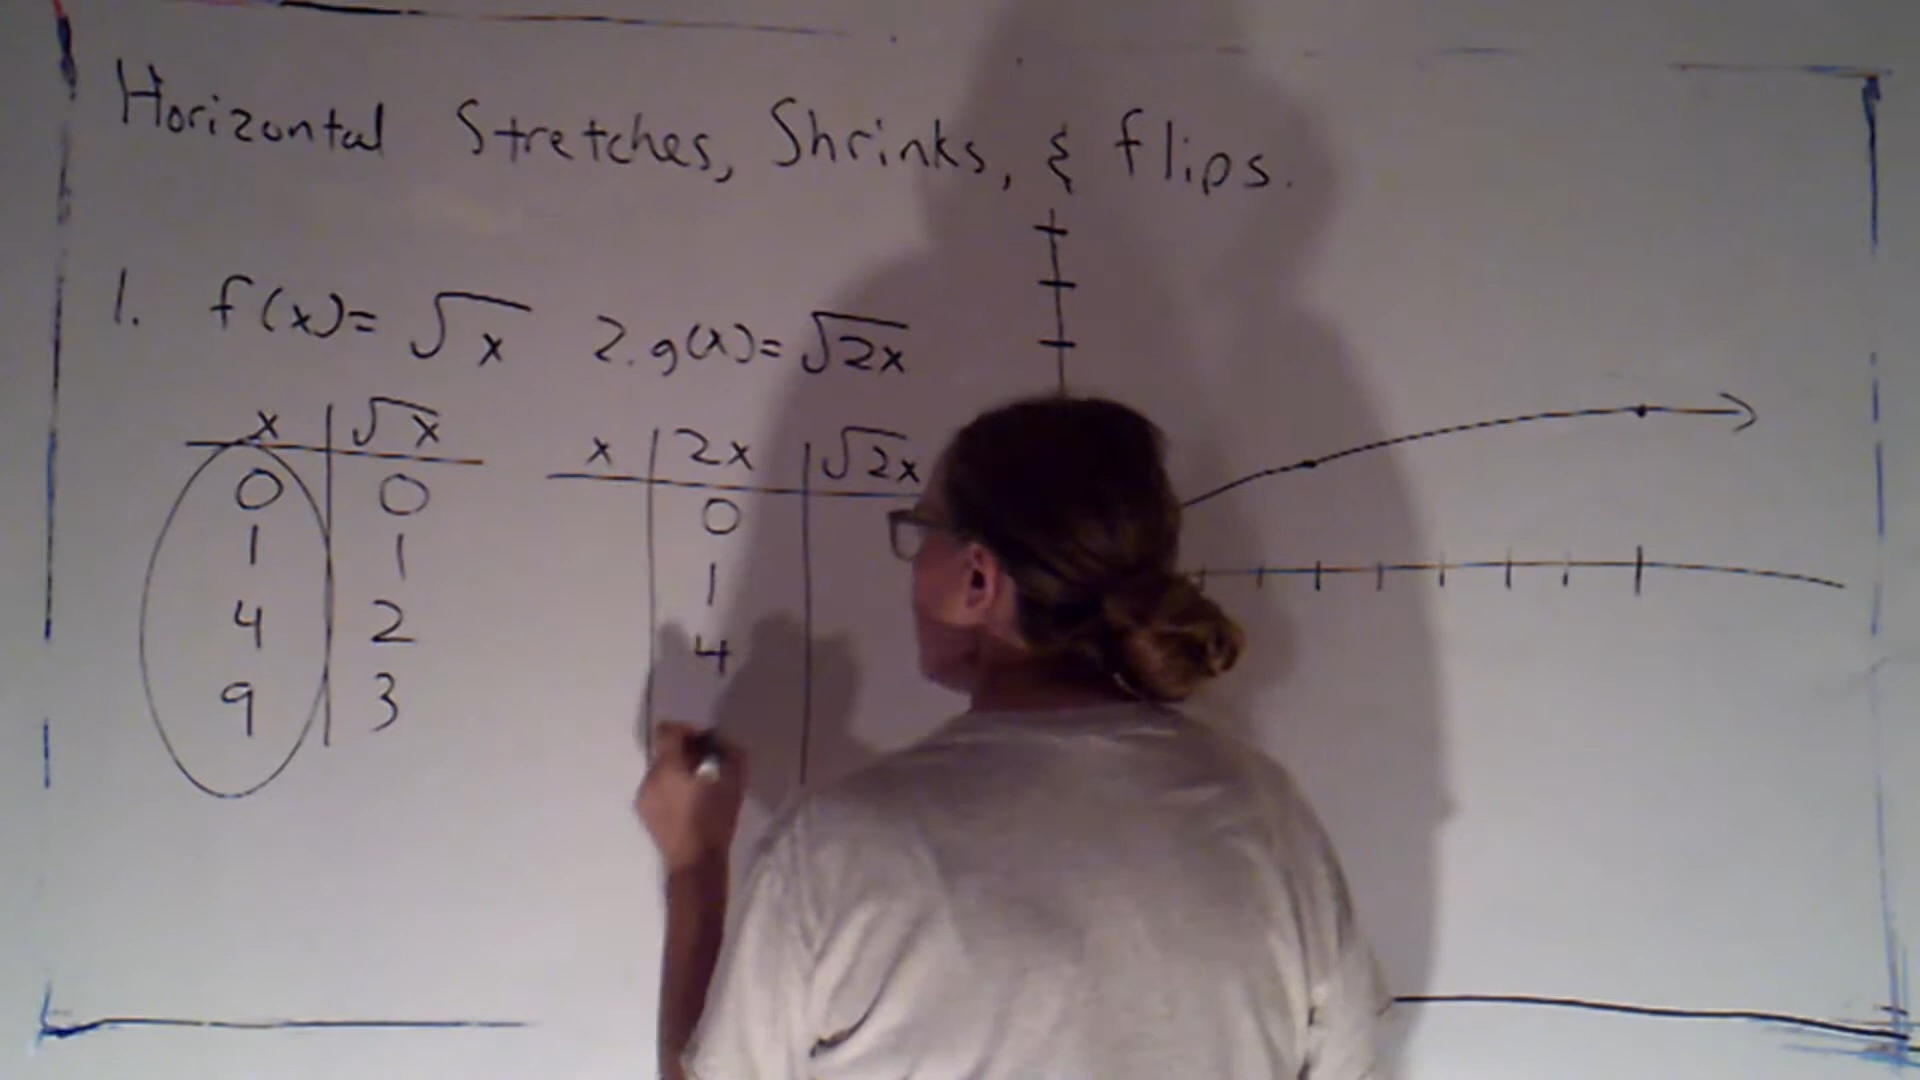 Horizontal Stretches, Shrinks, & flips.
1. f(x)= √x 2. g(x)= √2x
x √x
0 0
1 1
4 2
9 3
x 2x √2x
0
1
4